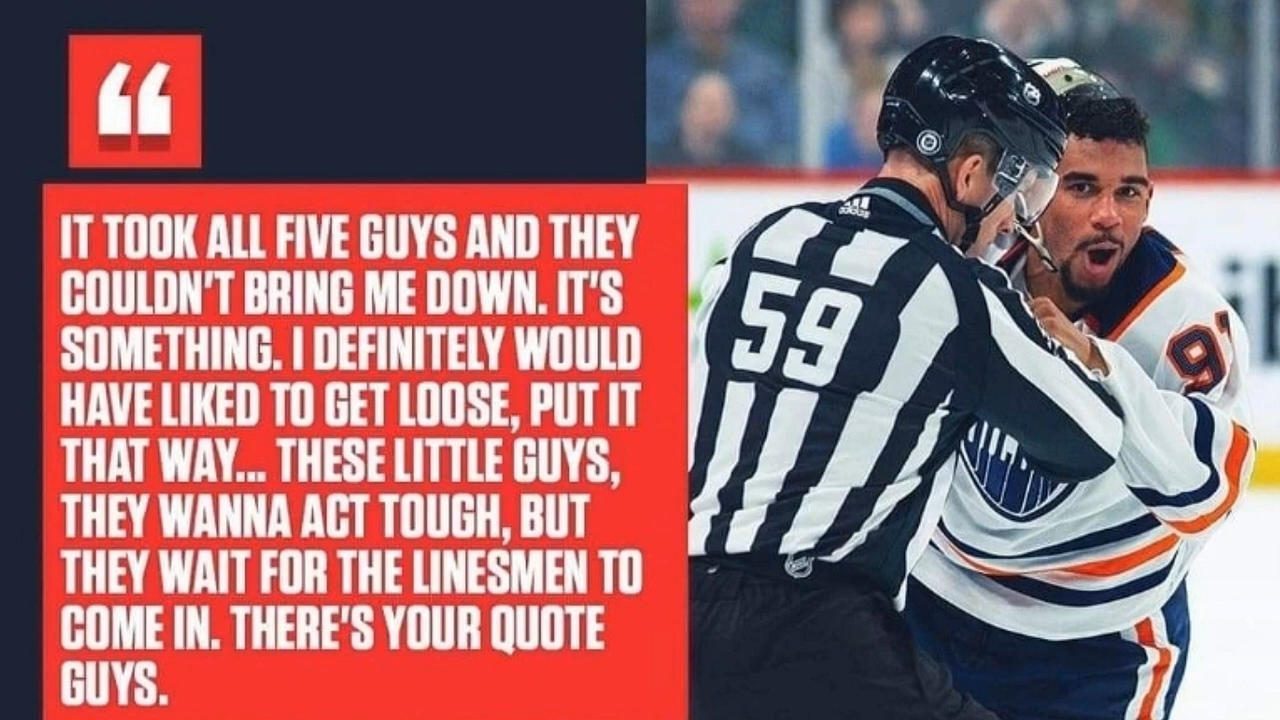 IT TOOK ALL FIVE GUYS AND THEY
COULDN'T BRING ME DOWN. IT'S
SOMETHING. I DEFINITELY WOULD
HAVE LIKED TO GET LOOSE, PUT IT
THAT WAY... THESE LITTLE GUYS,
THEY WANNA ACT TOUGH, BUT
THEY WAIT FOR THE LINESMEN TO
COME IN. THERE'S YOUR QUOTE
GUYS.
adidas
59
9